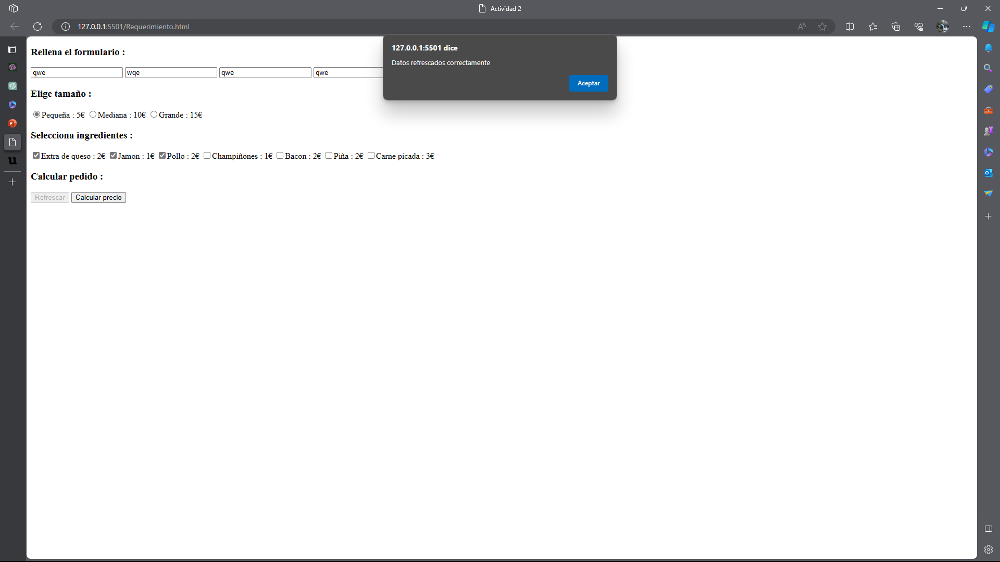 Actividad 2
127.0.0.1:5501/Requerimiento.html
127.0.0.1:5501 dice
Datos refrescados correctamente
Aceptar
Rellena el formulario :
qwe wqe qwe qwe
Elige tamaño :
Pequeña : 5€ Mediana : 10€ Grande : 15€
Selecciona ingredientes :
Extra de queso : 2€ Jamon : 1€ Pollo : 2€ Champiñones : 1€ Bacon : 2€ Piña : 2€ Carne picada : 3€
Calcular pedido :
Refrescar Calcular precio